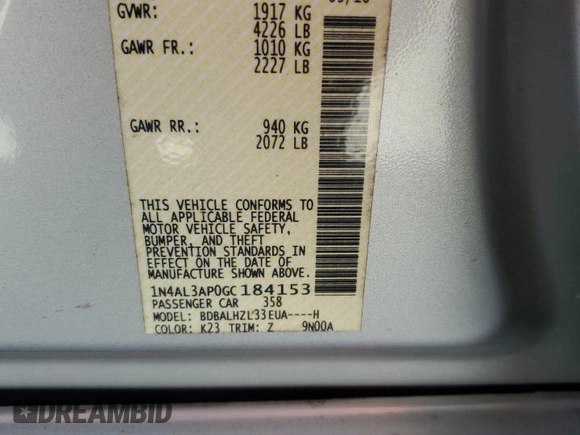 GVWR: 1917 KG
4226 LB
GAWR FR.: 1010 KG
2227 LB
GAWR RR.: 940 KG
2072 LB
THIS VEHICLE CONFORMS TO
ALL APPLICABLE FEDERAL
MOTOR VEHICLE SAFETY,
BUMPER, AND THEFT
PREVENTION STANDARDS IN
EFFECT ON THE DATE OF
MANUFACTURE SHOWN ABOVE.
1N4AL3AP0GC184153
PASSENGER CAR 358
MODEL: BDBALHZL33EUA----H
COLOR: K23 TRIM: Z 9N00A
DREAMBID